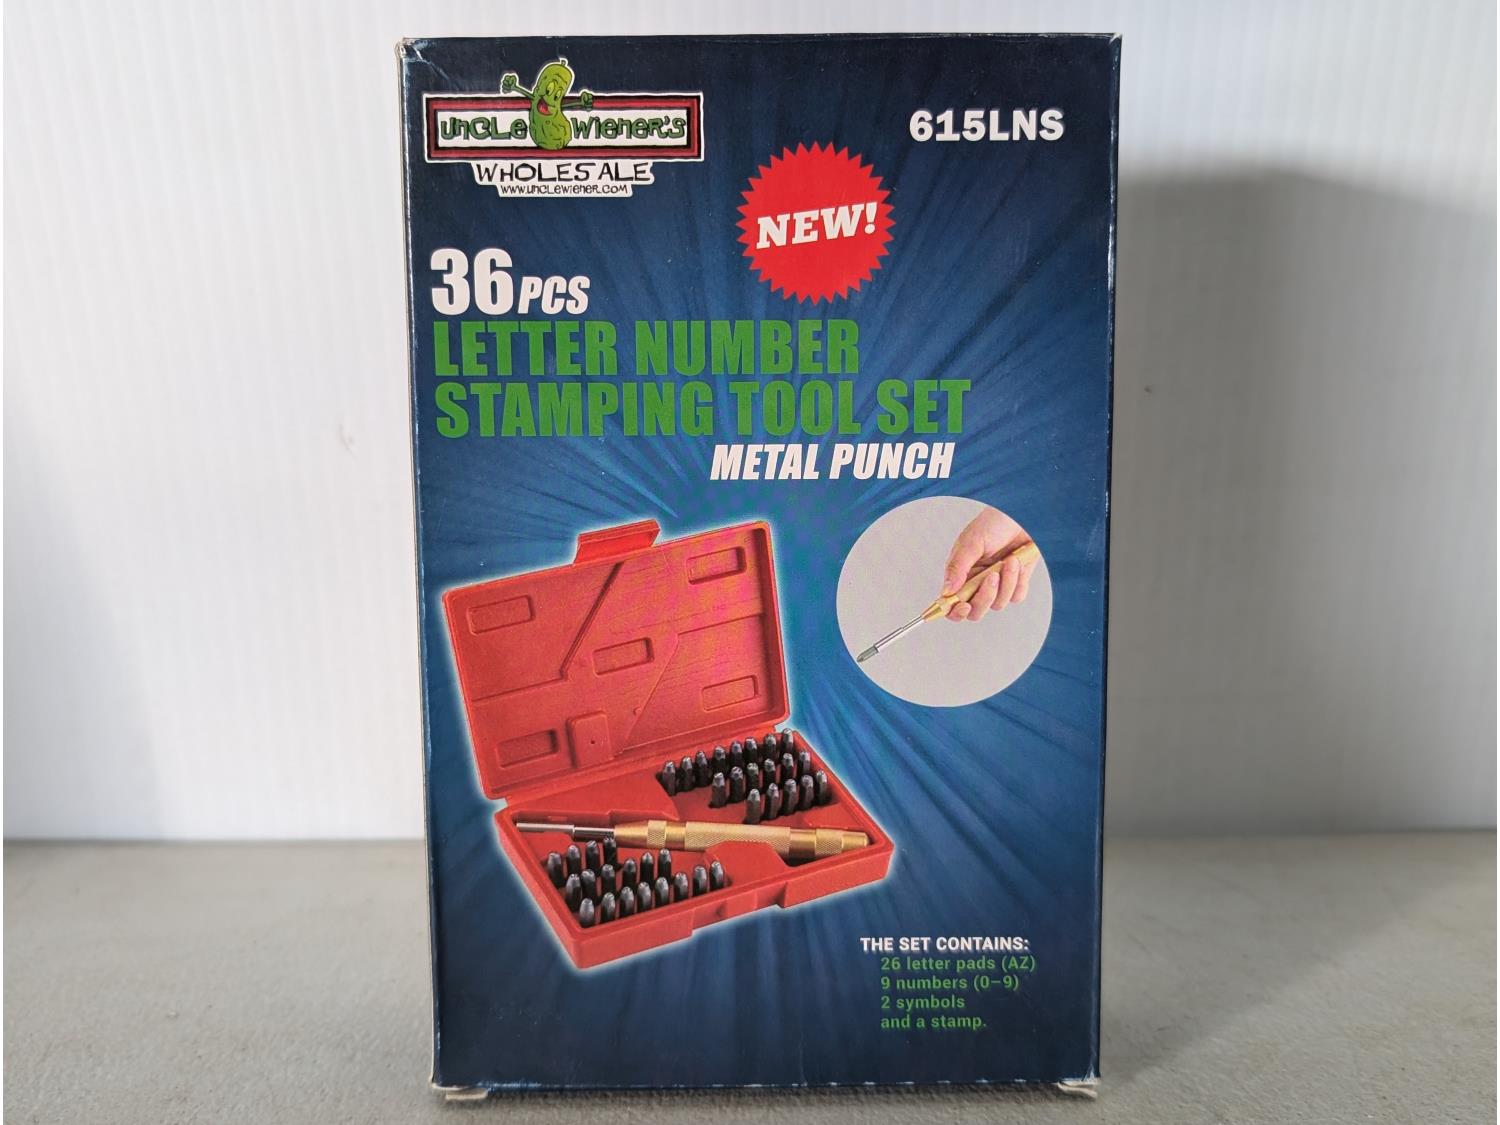 UNCLE WIENER'S
WHOLESALE
WWW.UNCLEWIENER.COM
615LNS
NEW!
36PCS
LETTER NUMBER
STAMPING TOOL SET
METAL PUNCH
THE SET CONTAINS:
26 letter pads (AZ)
9 numbers (0–9)
2 symbols
and a stamp.